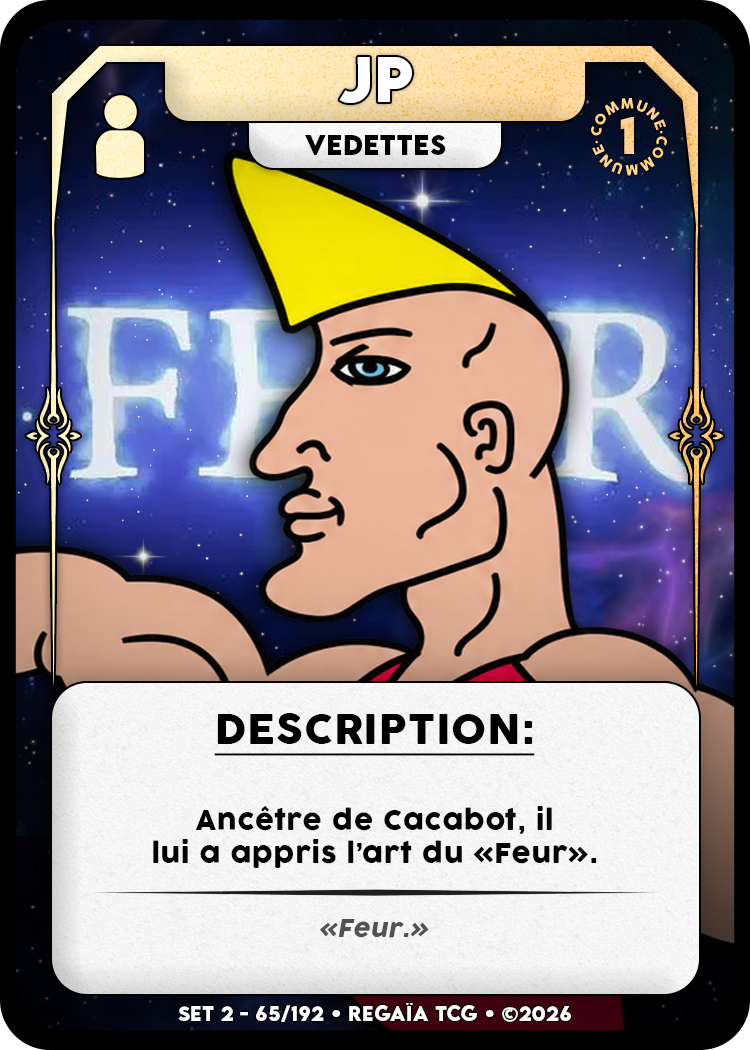 JP
VEDETTES
COMMUNE·COMMUNE·
1
FEUR
DESCRIPTION:
Ancêtre de Cacabot, il
lui a appris l’art du «Feur».
«Feur.»
SET 2 - 65/192 • REGAÏA TCG • ©2026